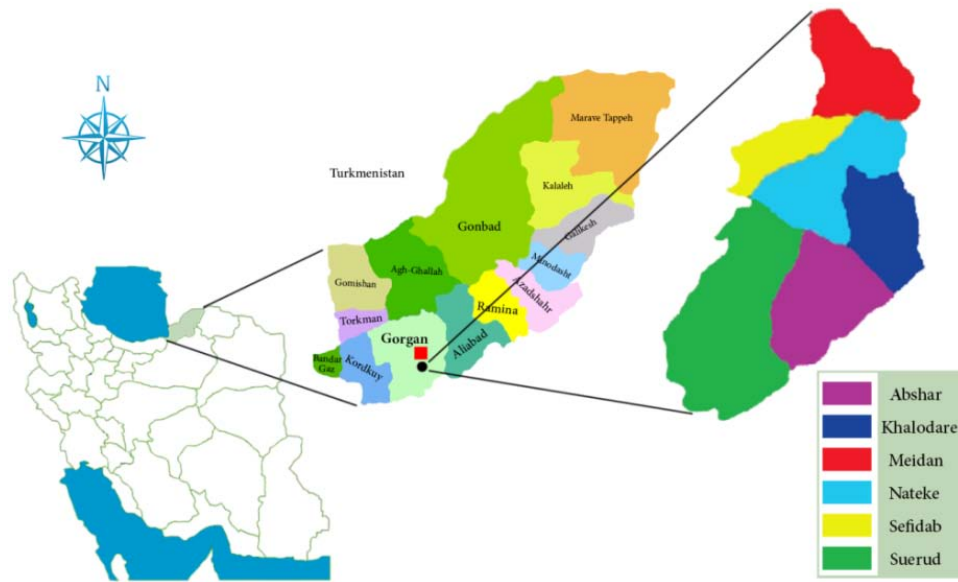 N
Turkmenistan
Marave Tappeh
Kalaleh
Gonbad
Galikesh
Minodasht
Agh-Ghallah
Gomishan
Azadshahr
Ramina
Torkman
Gorgan
Aliabad
Bandar
Gaz
Kordkuy
Abshar
Khalodare
Meidan
Nateke
Sefidab
Suerud